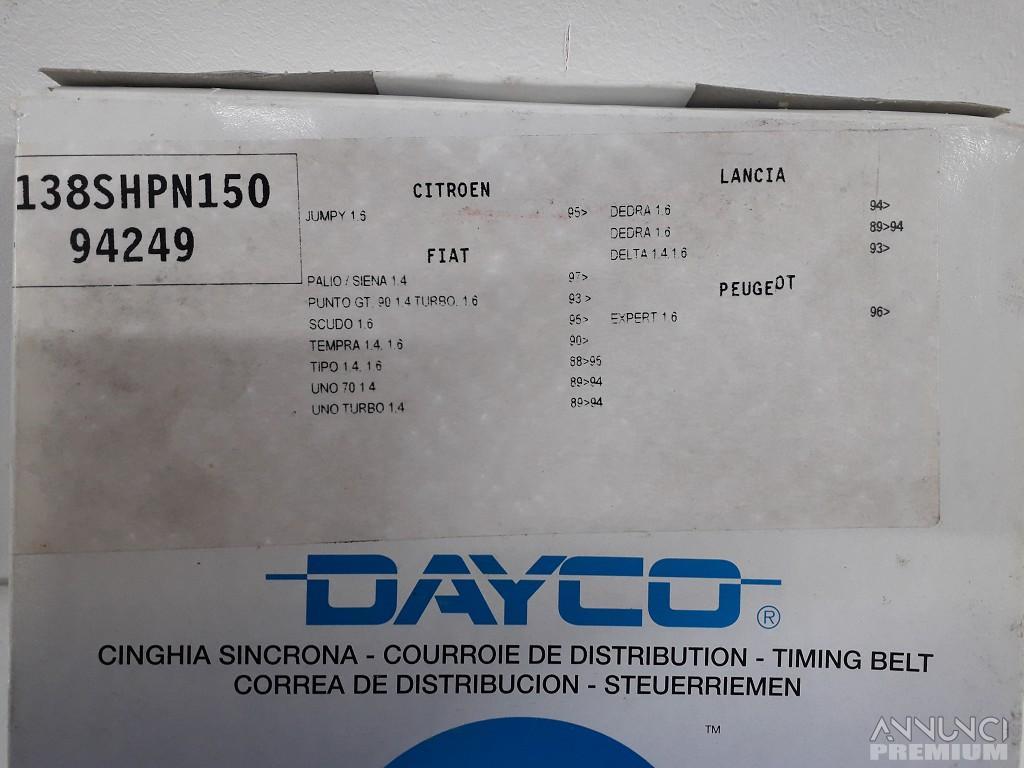 138SHPN150
94249
CITROEN
JUMPY 1.6 95>
FIAT
PALIO / SIENA 1.4 97>
PUNTO GT. 90 1.4 TURBO. 1.6 93 >
SCUDO 1.6 95>
TEMPRA 1.4. 1.6 90>
TIPO 1.4. 1.6 88>95
UNO 70 1.4 89>94
UNO TURBO 1.4 89>94
LANCIA
DEDRA 1.6 94>
DEDRA 1.6 89>94
DELTA 1.4.1.6 93>
PEUGEOT
EXPERT 1.6 96>
DAYCO®
CINGHIA SINCRONA - COURROIE DE DISTRIBUTION - TIMING BELT
CORREA DE DISTRIBUCION - STEUERRIEMEN
TM
ANNUNCI
PREMIUM